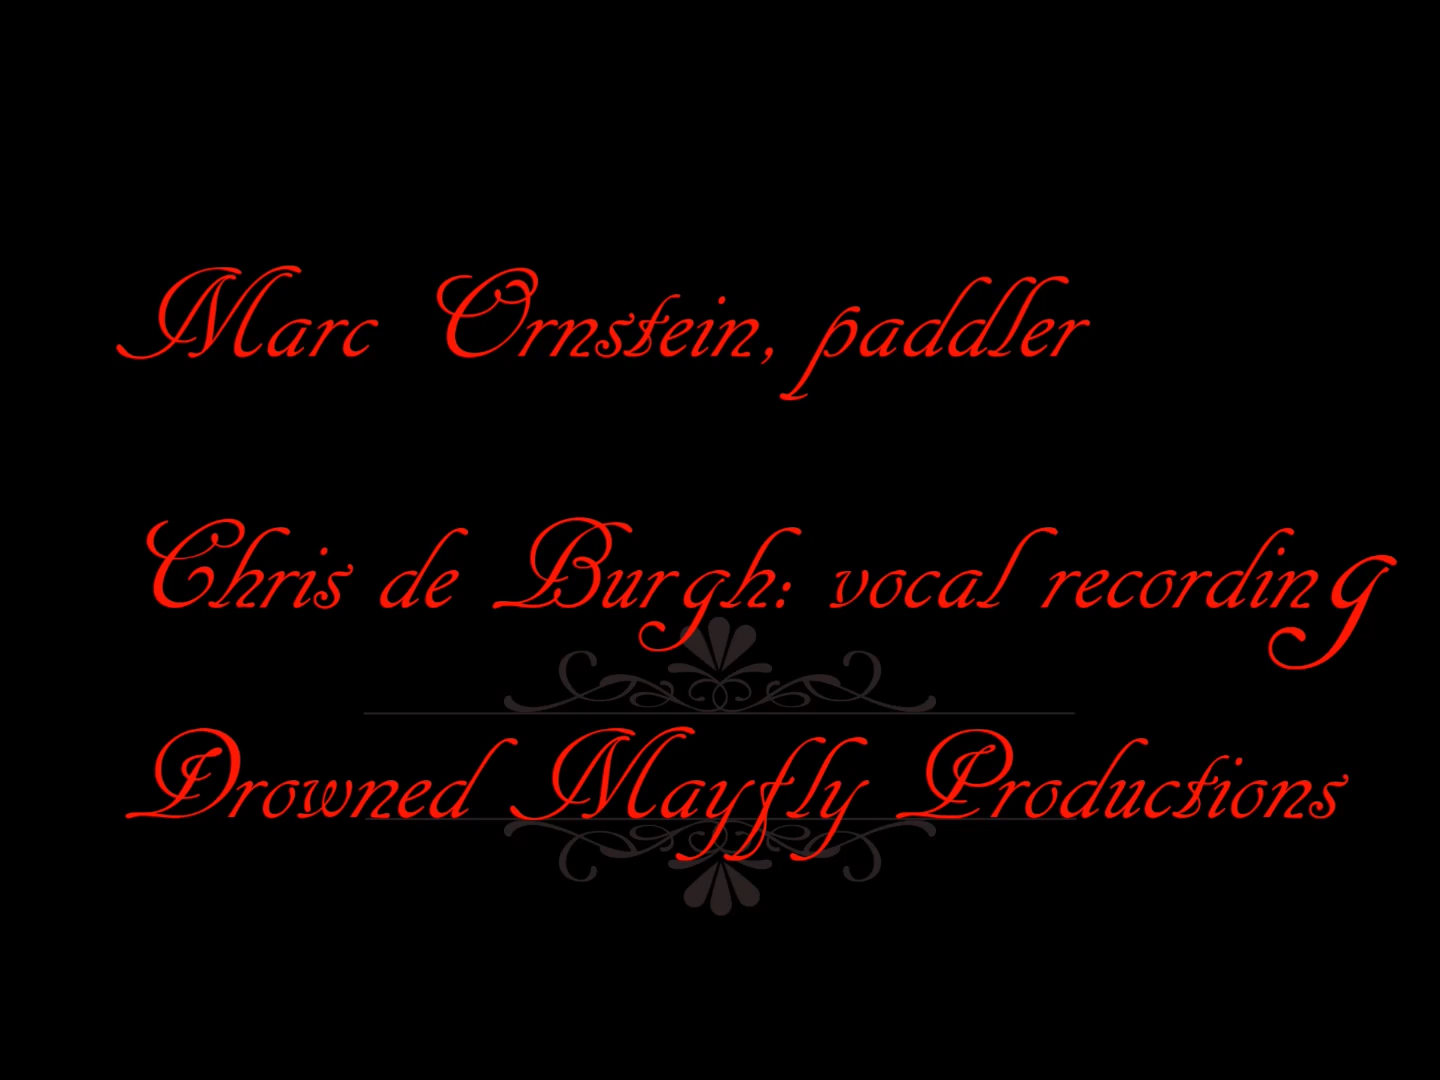 Marc Ornstein, paddler
Chris de Burgh: vocal recording
Drowned Mayfly Productions